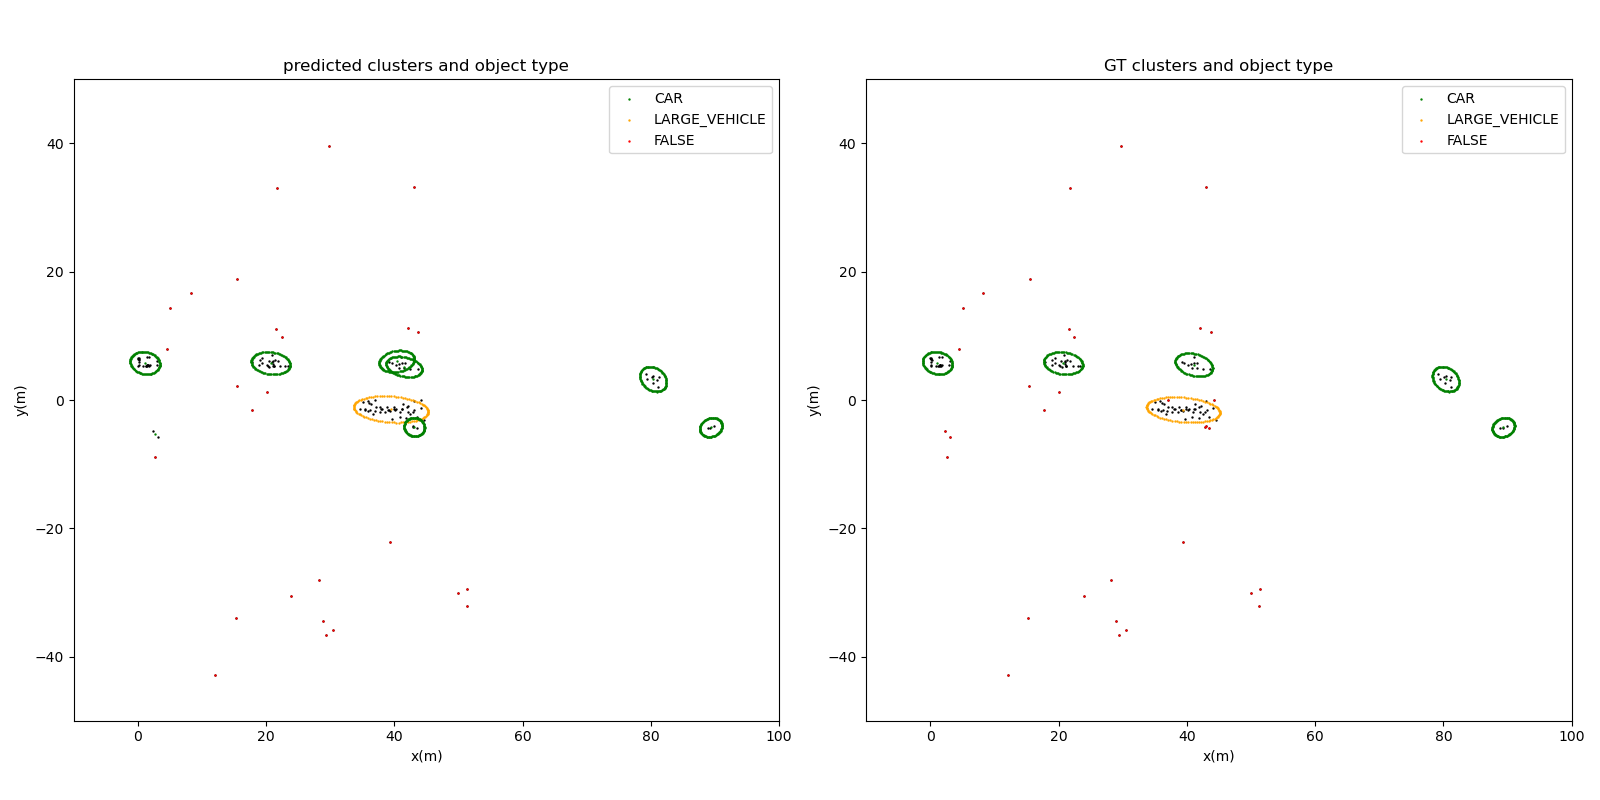 predicted clusters and object type
CAR
LARGE_VEHICLE
FALSE
40
20
0
−20
−40
y(m)
0 20 40 60 80 100
x(m)
GT clusters and object type
CAR
LARGE_VEHICLE
FALSE
40
20
0
−20
−40
y(m)
0 20 40 60 80 100
x(m)